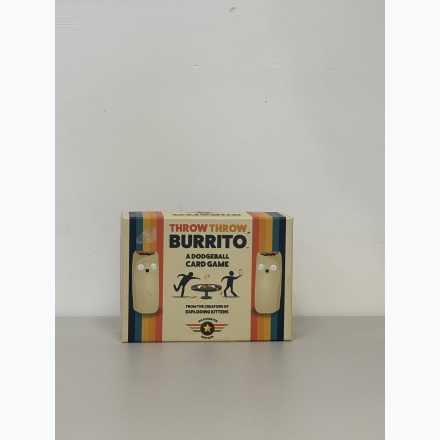 THROW THROW
BURRITO
A DODGEBALL
CARD GAME
FROM THE CREATORS OF
EXPLODING KITTENS